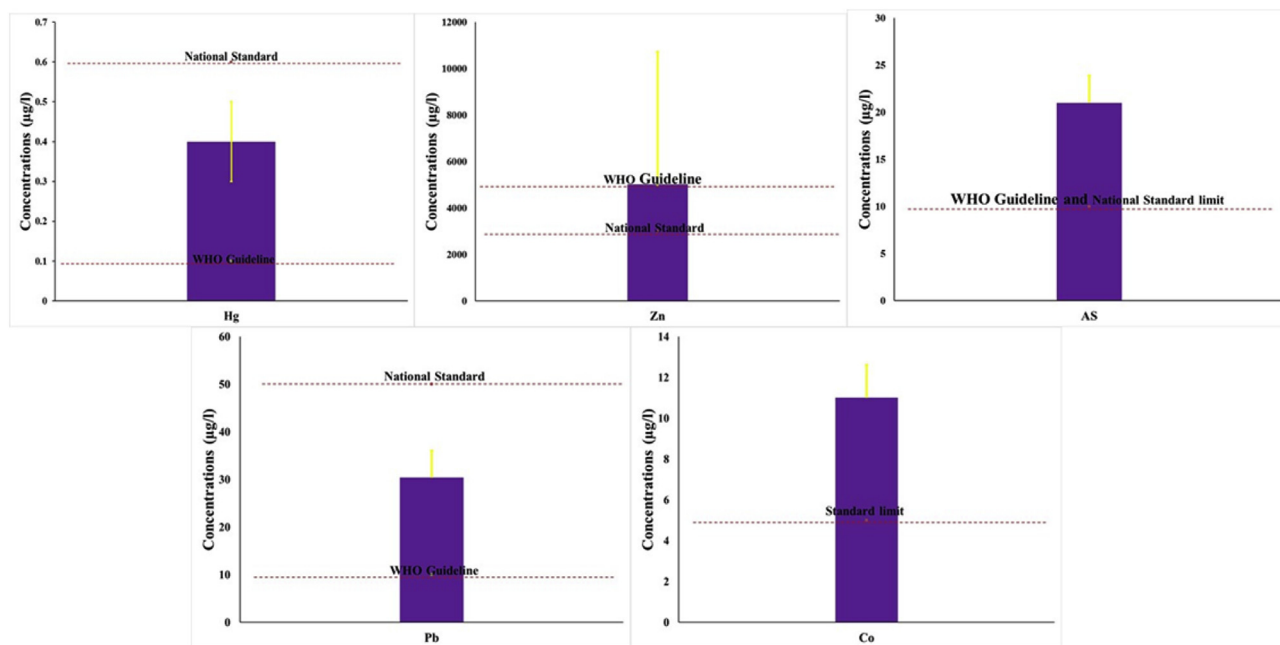 Concentrations (µg/l)
0.7
0.6
0.5
0.4
0.3
0.2
0.1
0
National Standard
WHO Guideline
Hg
Concentrations (µg/l)
12000
10000
8000
6000
4000
2000
0
WHO Guideline
National Standard
Zn
Concentrations (µg/l)
30
25
20
15
10
5
0
WHO Guideline and National Standard limit
AS
Concentrations (µg/l)
60
50
40
30
20
10
0
National Standard
WHO Guideline
Pb
Concentrations (µg/l)
14
12
10
8
6
4
2
0
Standard limit
Co